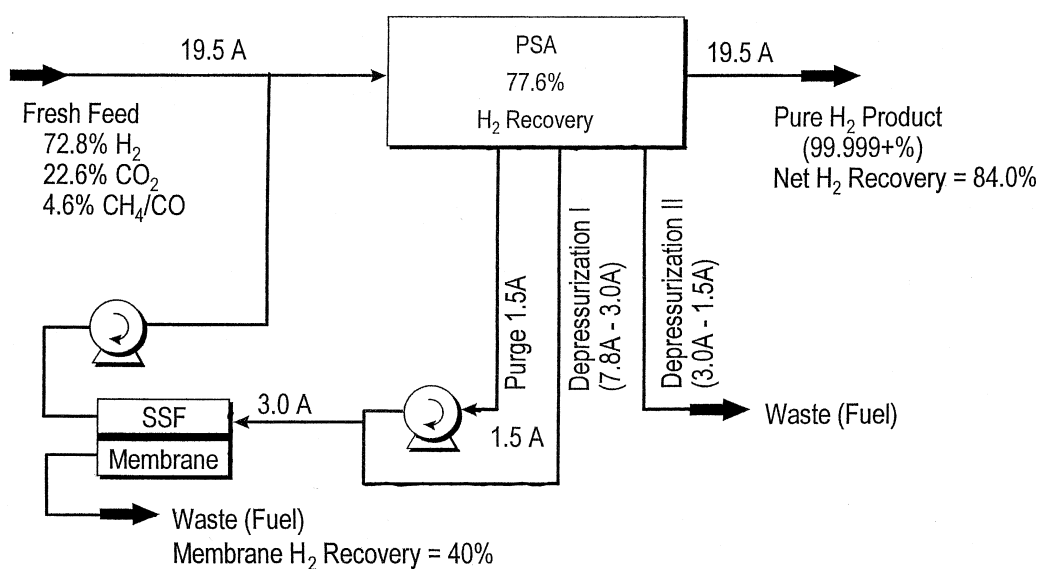 19.5 A
PSA
77.6%
H₂ Recovery
19.5 A
Fresh Feed
72.8% H₂
22.6% CO₂
4.6% CH₄/CO
Pure H₂ Product
(99.999+%)
Net H₂ Recovery = 84.0%
Purge 1.5A
Depressurization I
(7.8A - 3.0A)
Depressurization II
(3.0A - 1.5A)
3.0 A
1.5 A
SSF
Membrane
Waste (Fuel)
Waste (Fuel)
Membrane H₂ Recovery = 40%